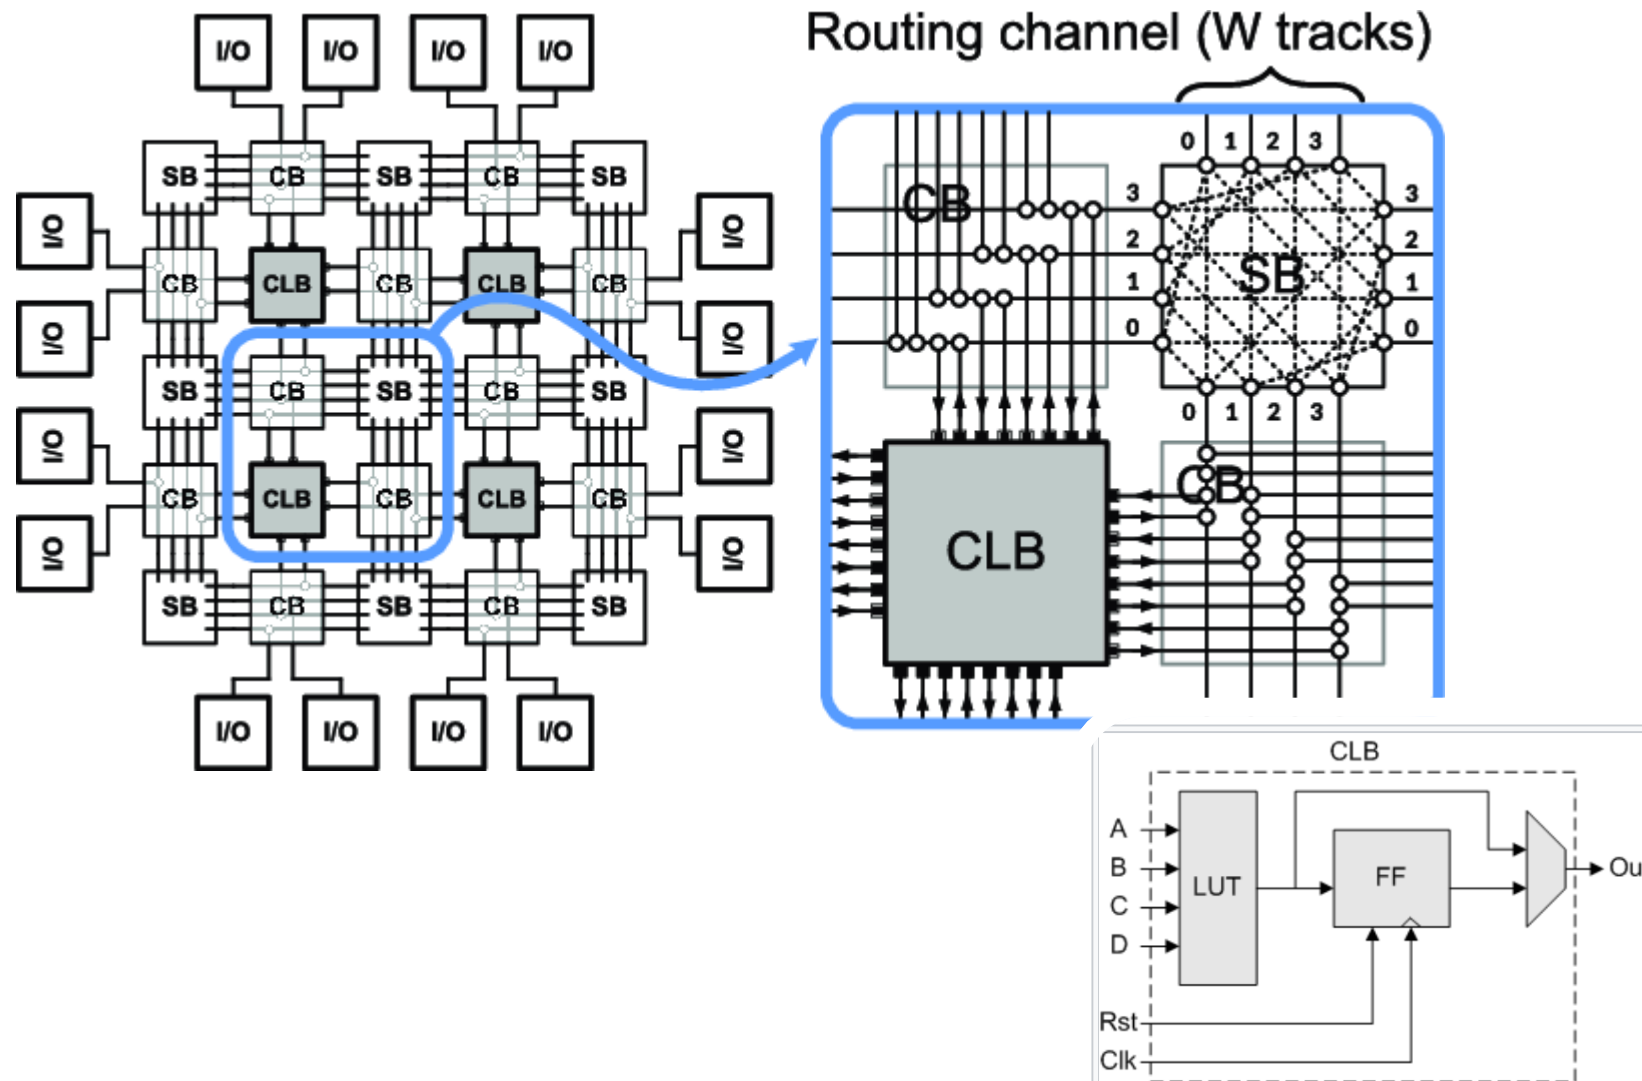 I/O I/O I/O I/O
SB CB SB CB SB
I/O CB CLB CB CLB CB I/O
I/O I/O
SB CB SB CB SB
I/O CB CLB CB CLB CB I/O
I/O I/O
SB CB SB CB SB
I/O I/O I/O I/O
Routing channel (W tracks)
0 1 2 3
CB 3 SB 3
2 2
1 1
0 0
0 1 2 3
CLB CB
CLB
A
B
C
D
LUT FF Ou
Rst
Clk